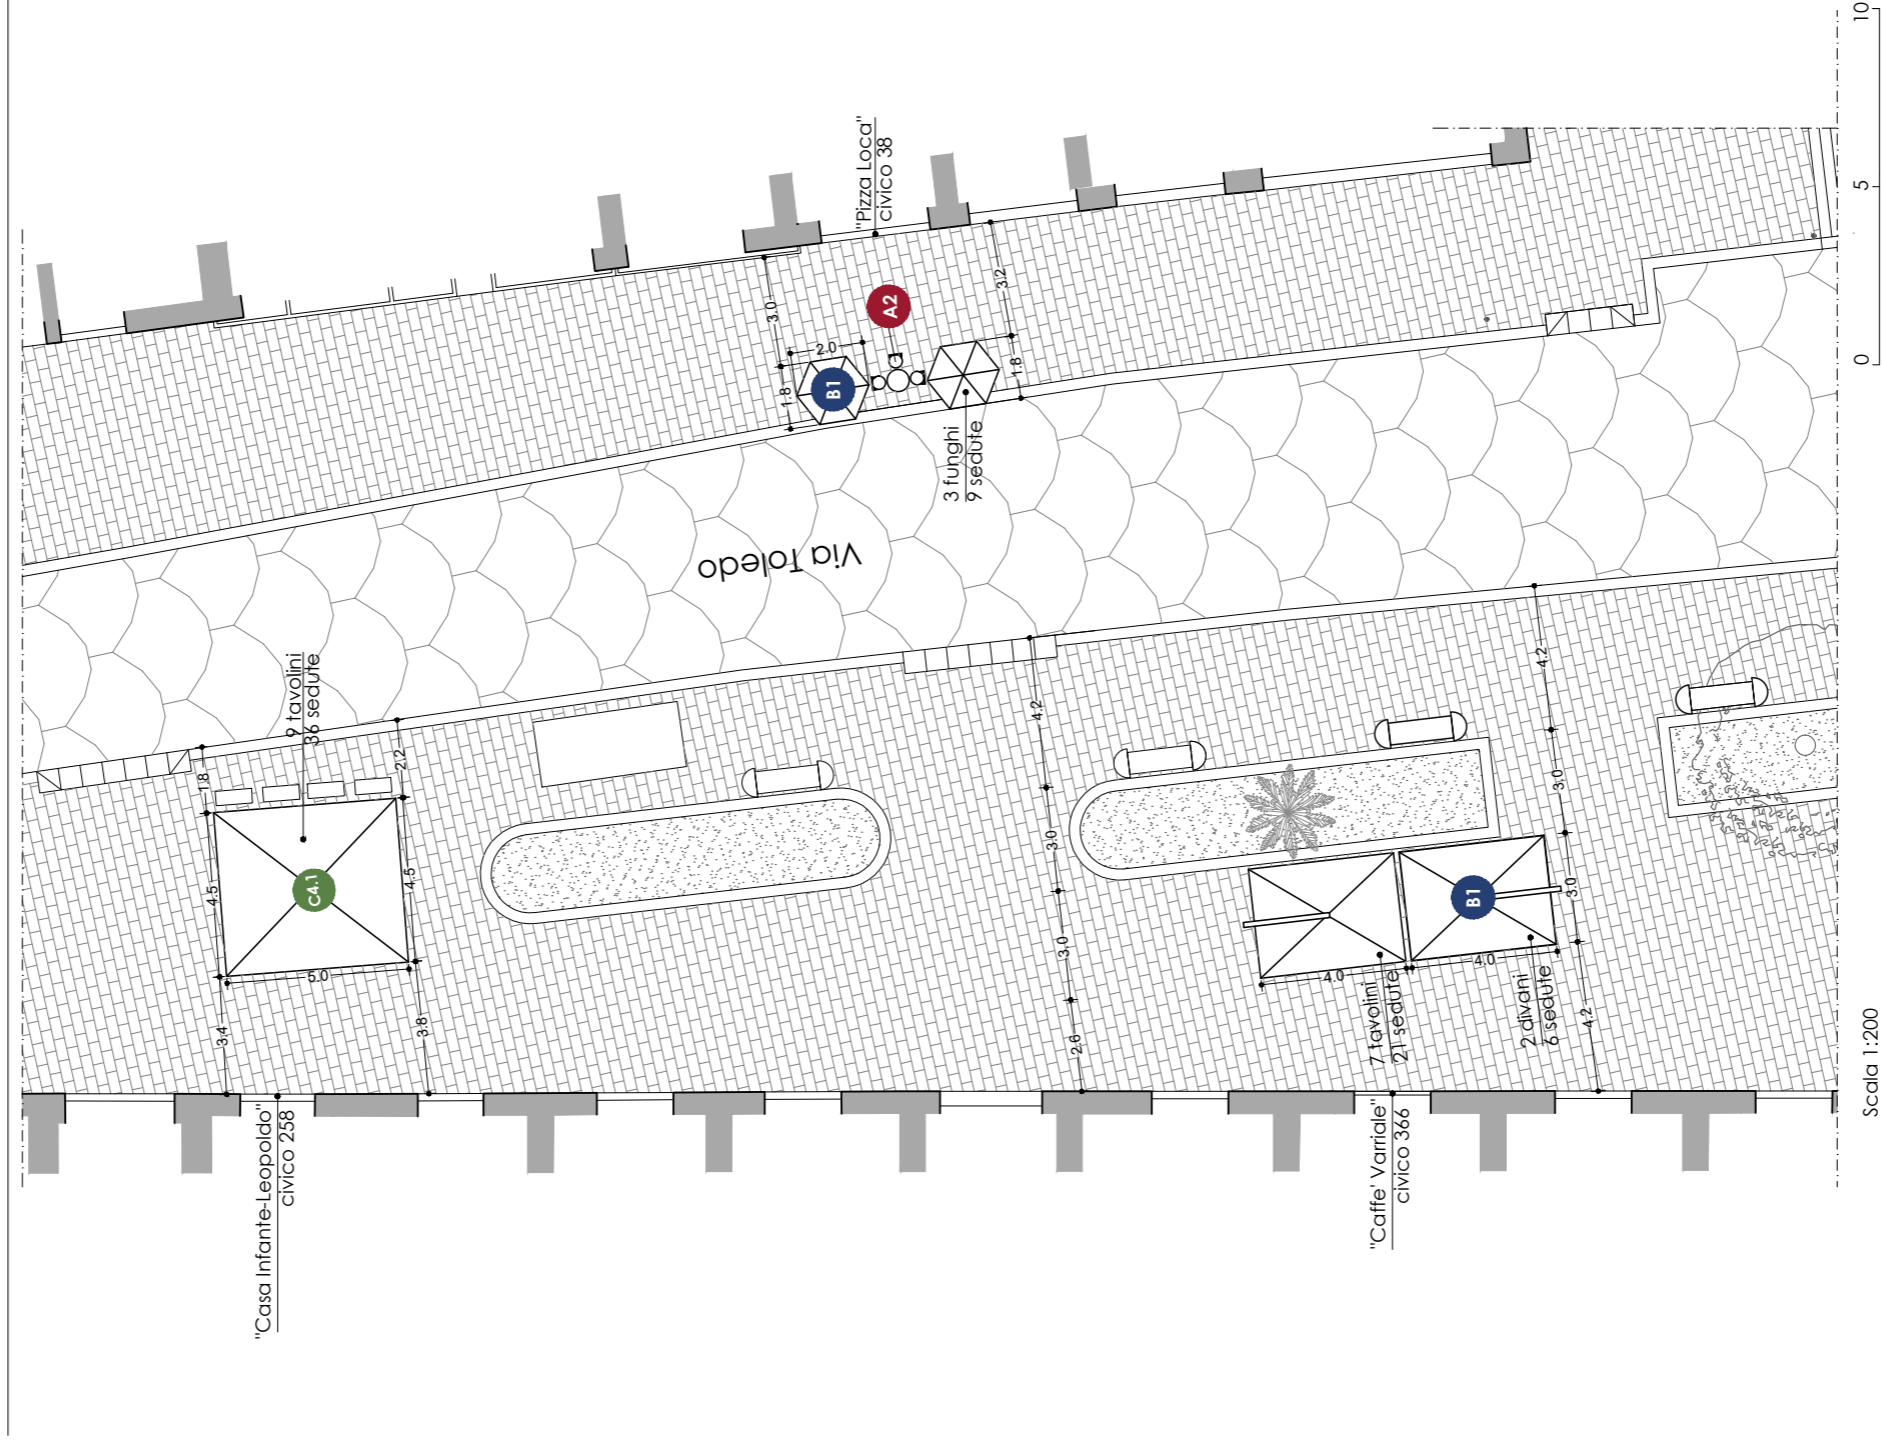 "Casa Infante-Leopoldo"
civico 258
9 tavolini
36 sedute
C4.1
1.8
2.2
4.5
4.5
5.0
3.4
3.8
"Pizza Loca"
civico 38
A2
B1
3.0
2.0
1.8
3.2
1.8
3 funghi
9 sedute
Via Toledo
4.2
3.0
3.0
2.6
"Caffe' Varriale"
civico 366
7 tavolini
21 sedute
2 divani
6 sedute
B1
4.0
4.0
4.2
3.0
3.0
4.2
Scala 1:200
0
5
10